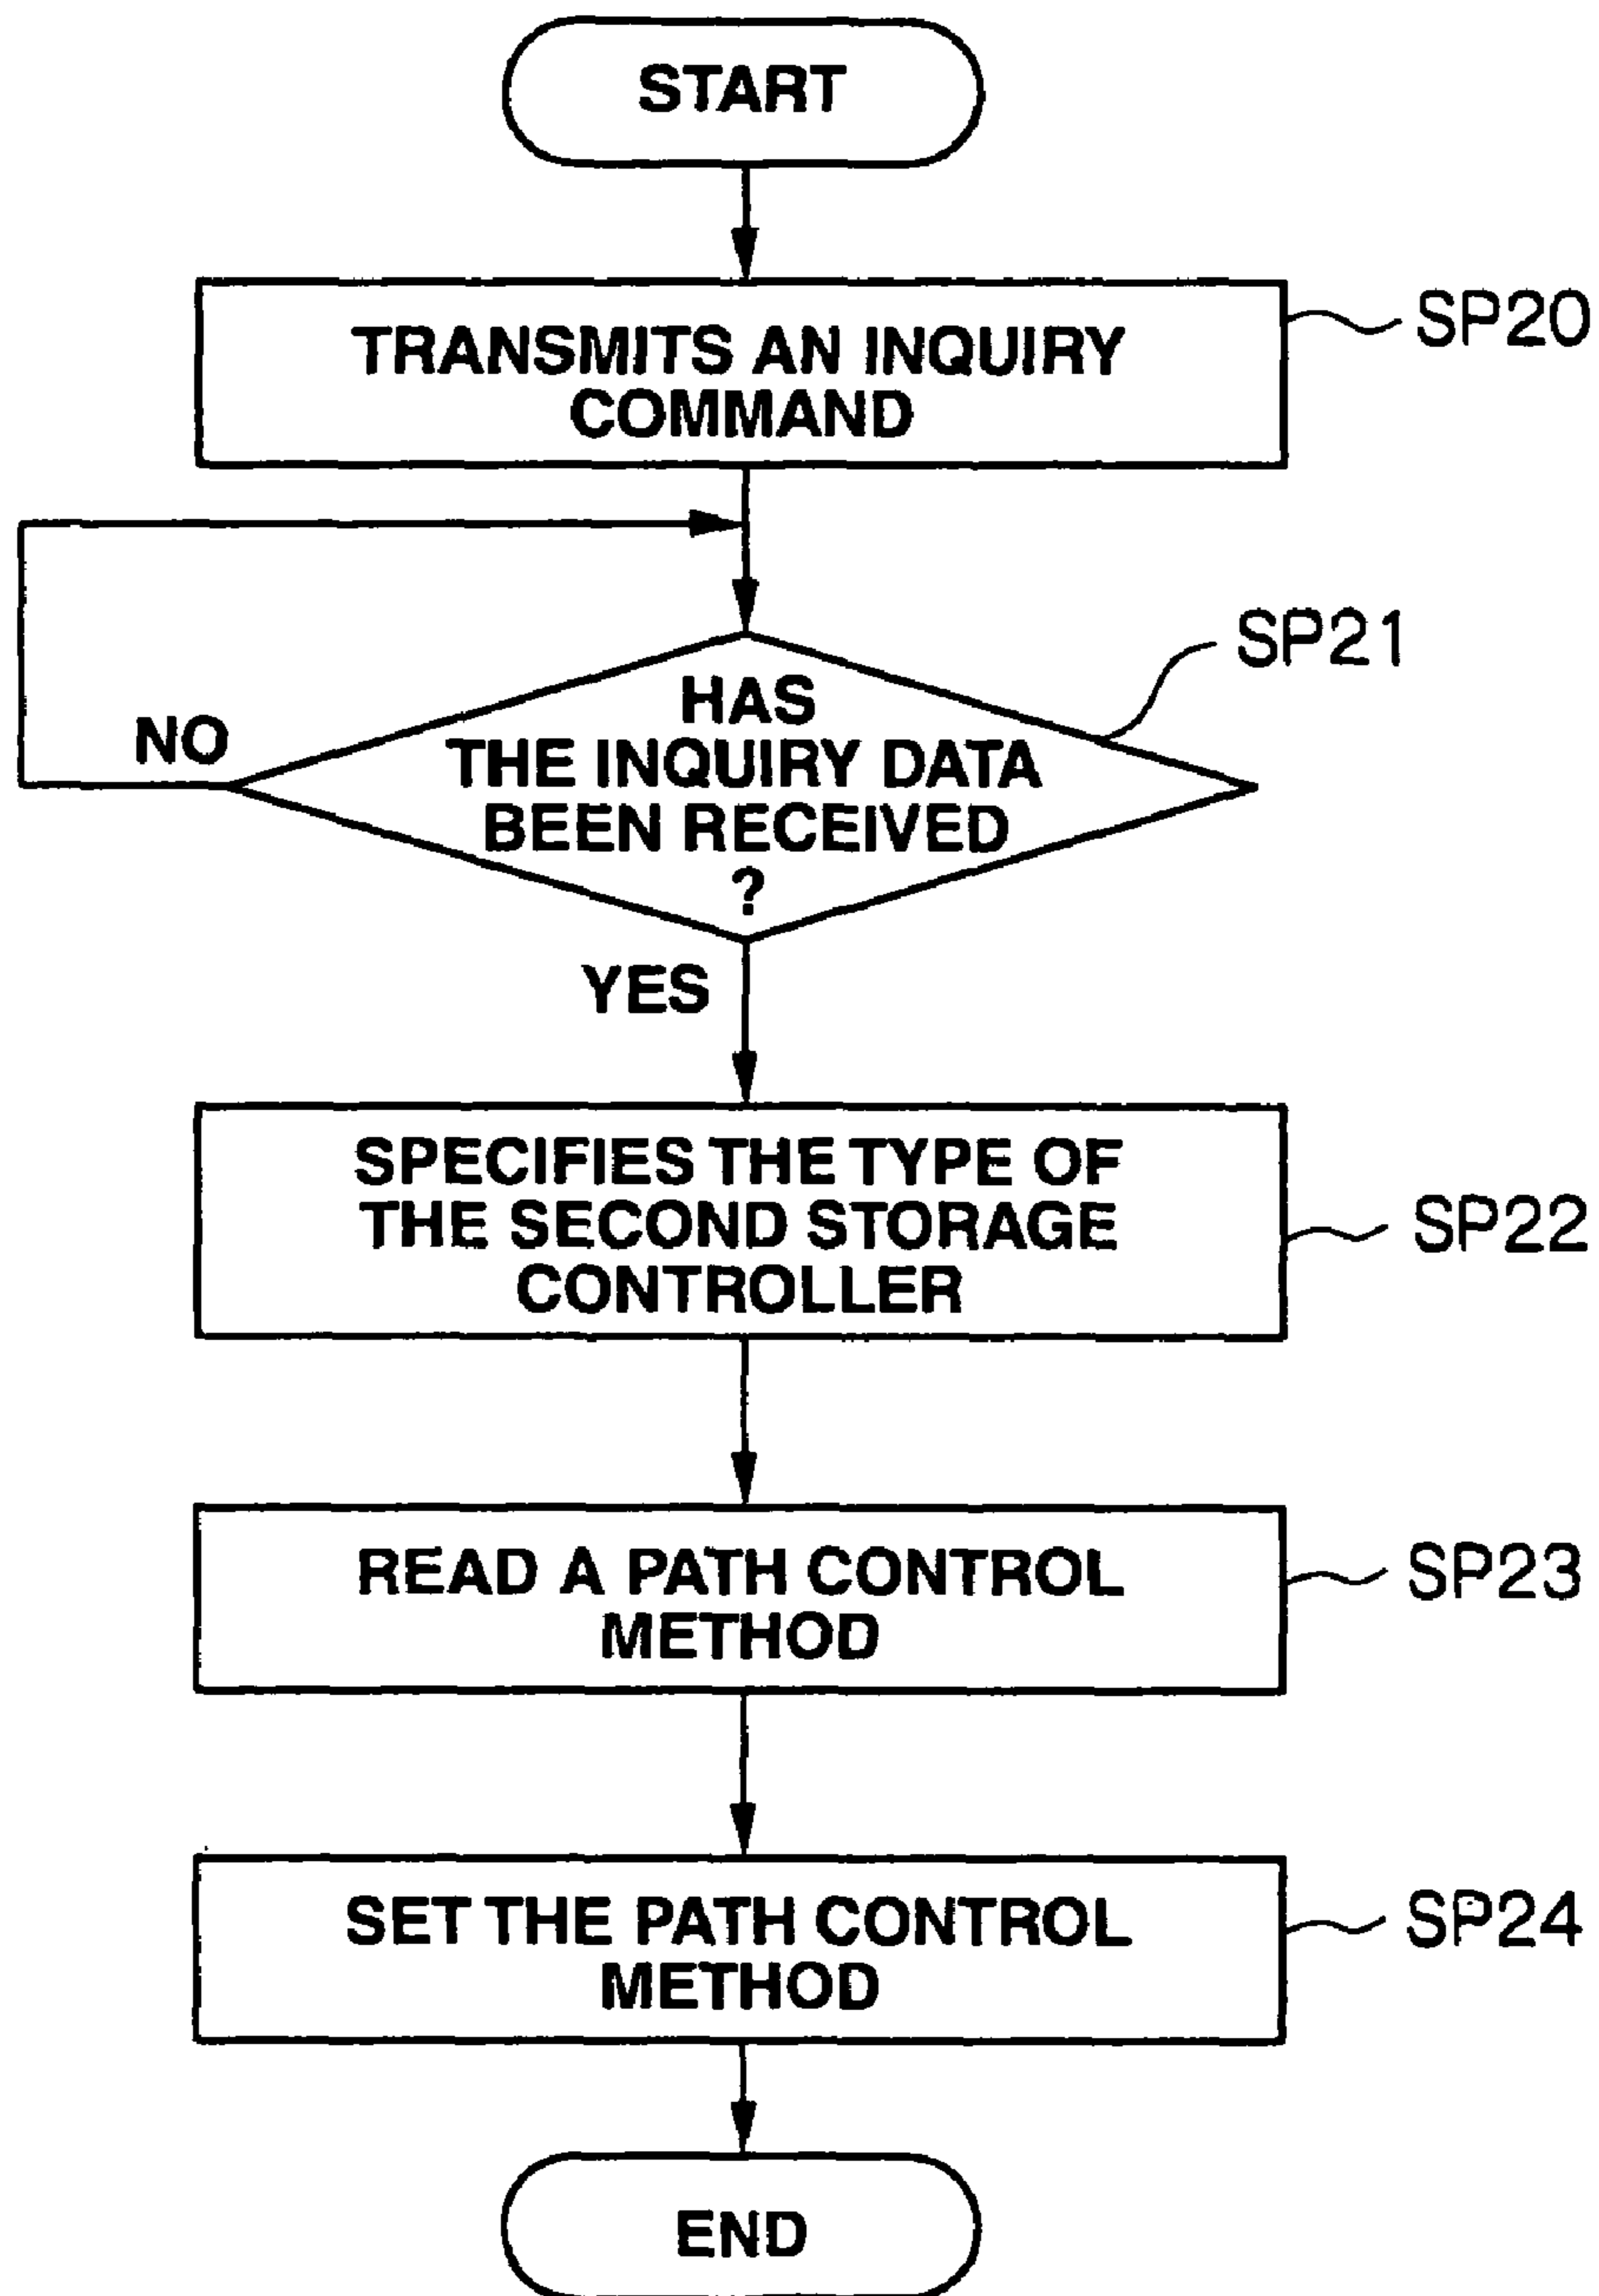 START
TRANSMITS AN INQUIRY
COMMAND
SP20
HAS
THE INQUIRY DATA
BEEN RECEIVED
?
SP21
NO
YES
SPECIFIES THE TYPE OF
THE SECOND STORAGE
CONTROLLER
SP22
READ A PATH CONTROL
METHOD
SP23
SET THE PATH CONTROL
METHOD
SP24
END